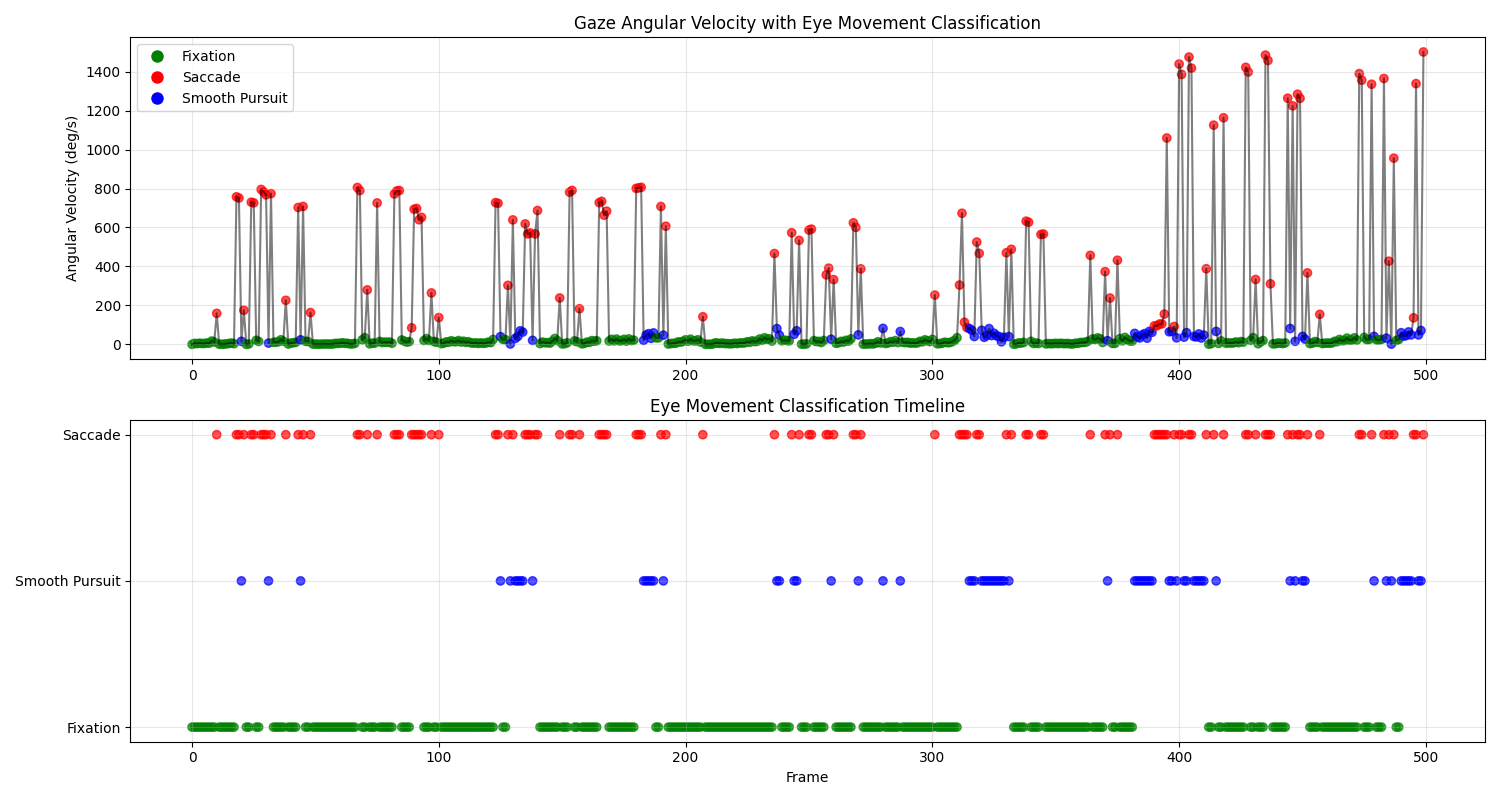 Gaze Angular Velocity with Eye Movement Classification
Fixation
Saccade
Smooth Pursuit
Angular Velocity (deg/s)
1400
1200
1000
800
600
400
200
0
0 100 200 300 400 500
Eye Movement Classification Timeline
Saccade
Smooth Pursuit
Fixation
0 100 200 300 400 500
Frame